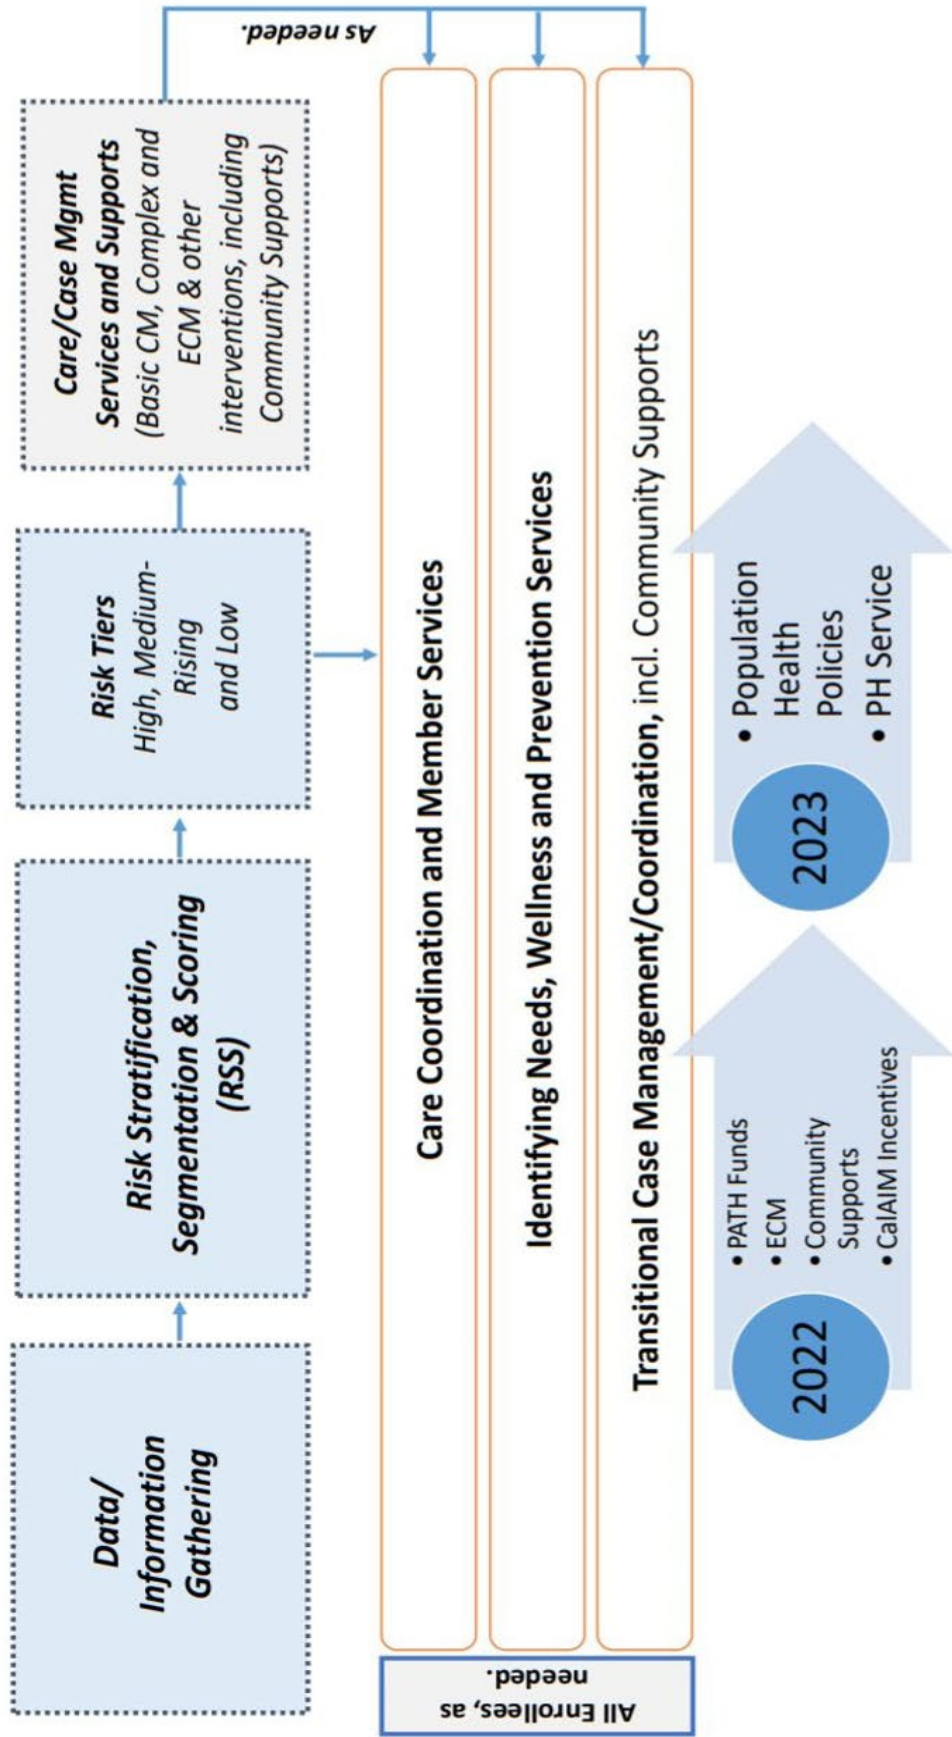 Data/
Information
Gathering
Risk Stratification,
Segmentation & Scoring
(RSS)
Risk Tiers
High, Medium-
Rising
and Low
Care/Case Mgmt
Services and Supports
(Basic CM, Complex and
ECM & other
interventions, including
Community Supports)
As needed.
All Enrollees, as
needed.
Care Coordination and Member Services
Identifying Needs, Wellness and Prevention Services
Transitional Case Management/Coordination, incl. Community Supports
2022
• PATH Funds
• ECM
• Community
Supports
• CalAIM Incentives
2023
• Population
Health
Policies
• PH Service